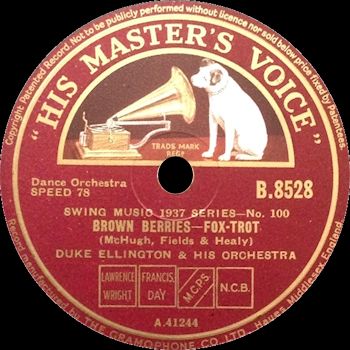 Copyright. Patented Record. Not to be publicly performed without licence nor sold below price fixed by Patentees.
"HIS MASTER'S VOICE"
TRADE MARK
REGD
Dance Orchestra
SPEED 78
B.8528
SWING MUSIC 1937 SERIES—No. 100
BROWN BERRIES—FOX-TROT
(McHugh, Fields & Healy)
DUKE ELLINGTON & HIS ORCHESTRA
LAWRENCE WRIGHT
FRANCIS, DAY
M.C.P.S.
N.C.B.
A.41244
Record manufactured by THE GRAMOPHONE CO. LTD. Hayes, Middlesex, England.